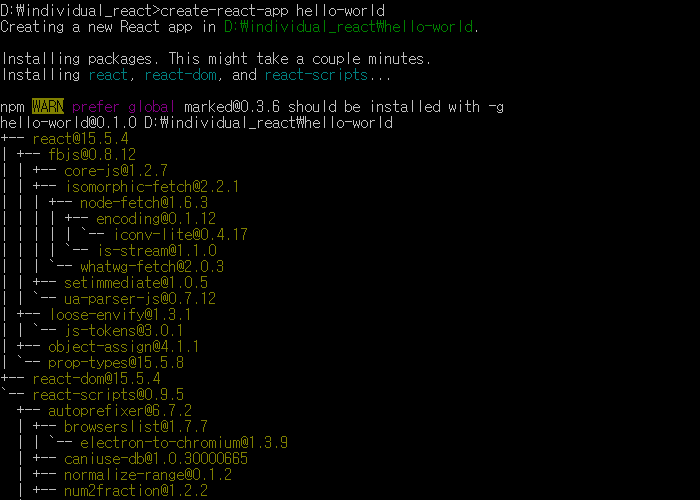 D:₩individual_react>create-react-app hello-world
Creating a new React app in D:₩individual_react₩hello-world.

Installing packages. This might take a couple minutes.
Installing react, react-dom, and react-scripts...

npm WARN prefer global marked@0.3.6 should be installed with -g
hello-world@0.1.0 D:₩individual_react₩hello-world
+-- react@15.5.4
| +-- fbjs@0.8.12
| | +-- core-js@1.2.7
| | +-- isomorphic-fetch@2.2.1
| | | +-- node-fetch@1.6.3
| | | | +-- encoding@0.1.12
| | | | | `-- iconv-lite@0.4.17
| | | | `-- is-stream@1.1.0
| | | `-- whatwg-fetch@2.0.3
| | +-- setimmediate@1.0.5
| | `-- ua-parser-js@0.7.12
| +-- loose-envify@1.3.1
| | `-- js-tokens@3.0.1
| +-- object-assign@4.1.1
| `-- prop-types@15.5.8
+-- react-dom@15.5.4
`-- react-scripts@0.9.5
  +-- autoprefixer@6.7.2
  | +-- browserslist@1.7.7
  | | `-- electron-to-chromium@1.3.9
  | +-- caniuse-db@1.0.30000665
  | +-- normalize-range@0.1.2
  | +-- num2fraction@1.2.2